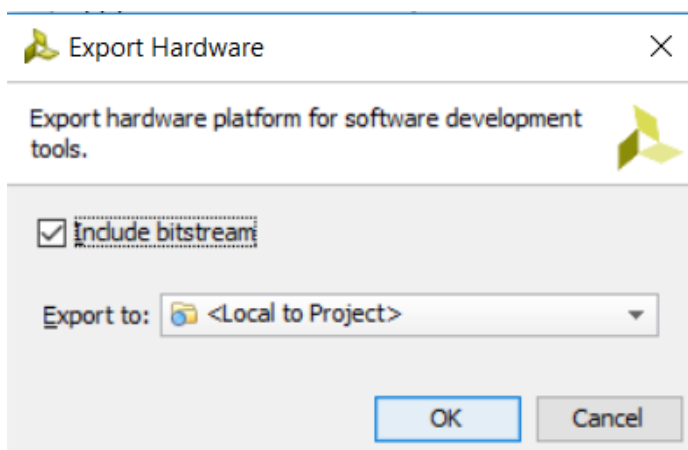 Export Hardware
Export hardware platform for software development
tools.
Include bitstream
Export to: <Local to Project>
OK Cancel